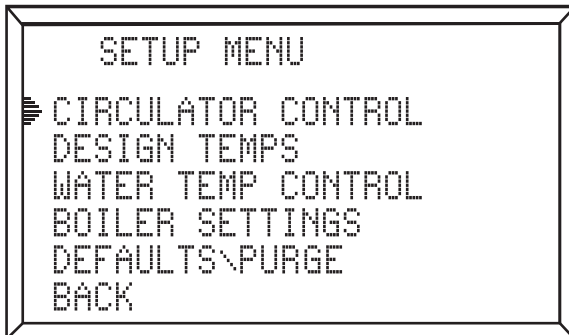 SETUP MENU
CIRCULATOR CONTROL
DESIGN TEMPS
WATER TEMP CONTROL
BOILER SETTINGS
DEFAULTS\PURGE
BACK